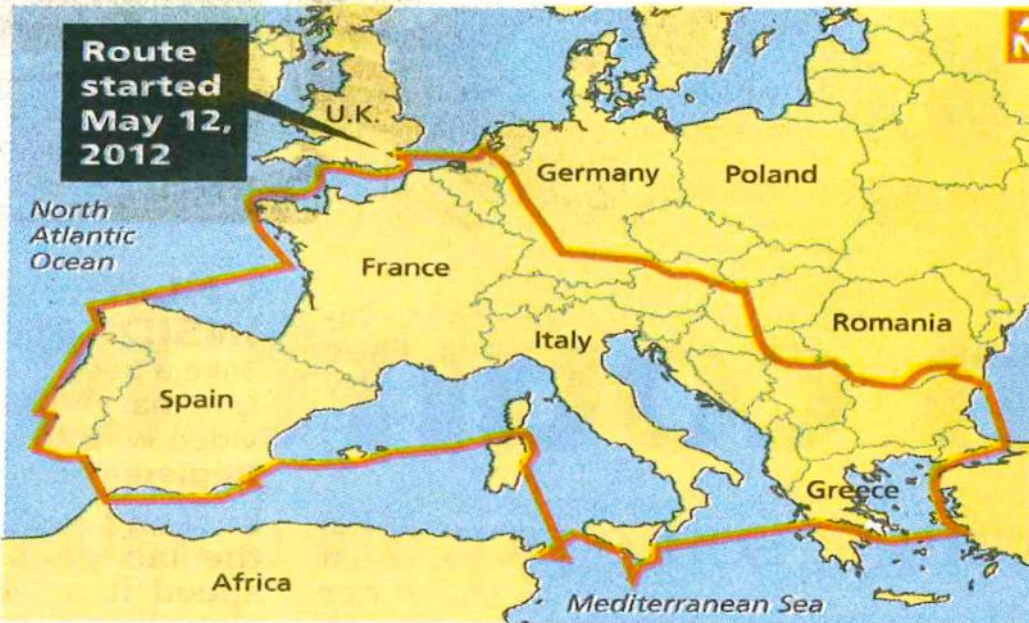 Route
started
May 12,
2012
U.K.
Germany
Poland
North
Atlantic
Ocean
France
Romania
Italy
Spain
Greece
Africa
Mediterranean Sea